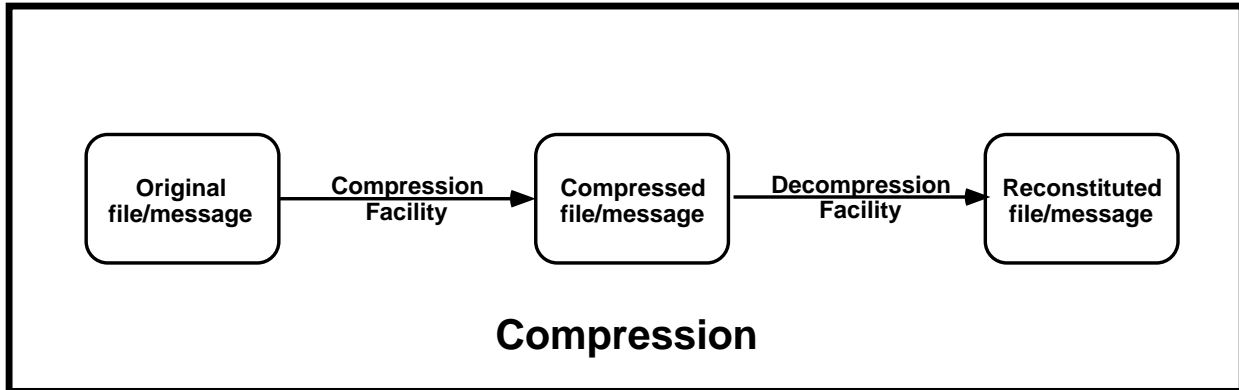 Original
file/message
Compression
Facility
Compressed
file/message
Decompression
Facility
Reconstituted
file/message
Compression